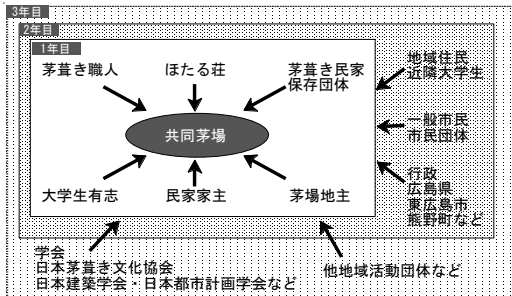 3年目
2年目
1年目
茅葺き職人
ほたる荘
茅葺き民家
保存団体
共同茅場
大学生有志
民家家主
茅場地主
地域住民
近隣大学生
一般市民
市民団体
行政
広島県
東広島市
熊野町など
学会
日本茅葺き文化協会
日本建築学会・日本都市計画学会など
他地域活動団体など